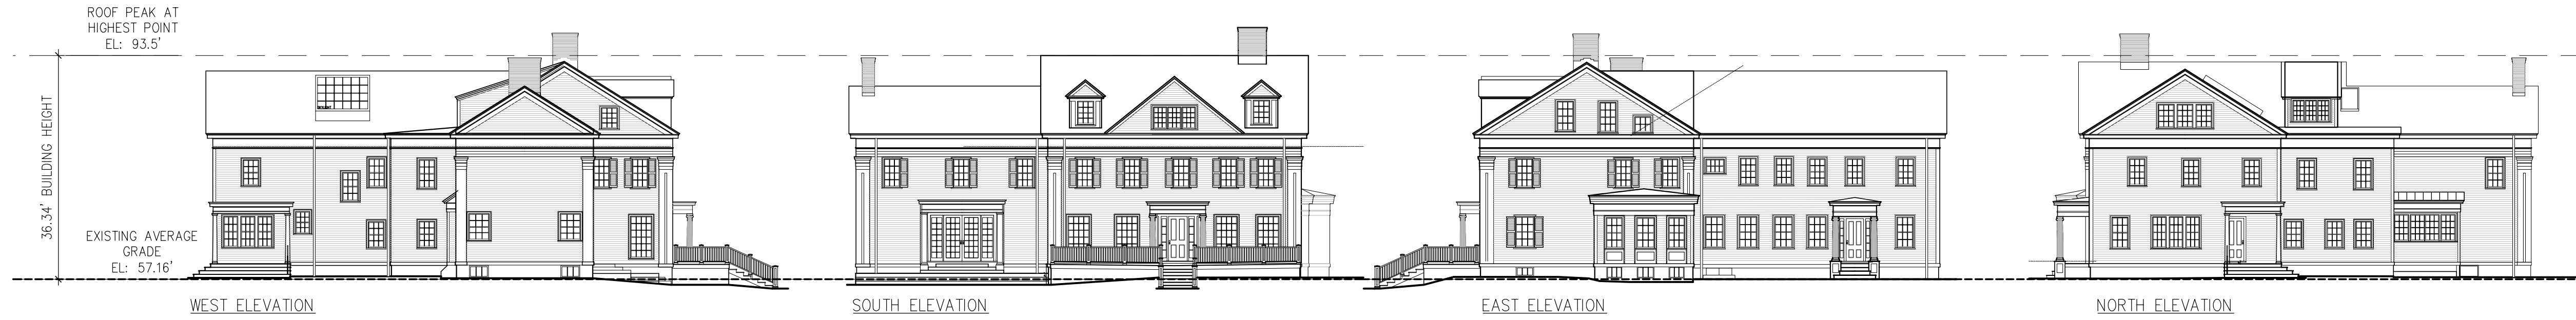 ROOF PEAK AT
HIGHEST POINT
EL: 93.5'
36.34' BUILDING HEIGHT
EXISTING AVERAGE
GRADE
EL: 57.16'
WEST ELEVATION
SOUTH ELEVATION
EAST ELEVATION
NORTH ELEVATION